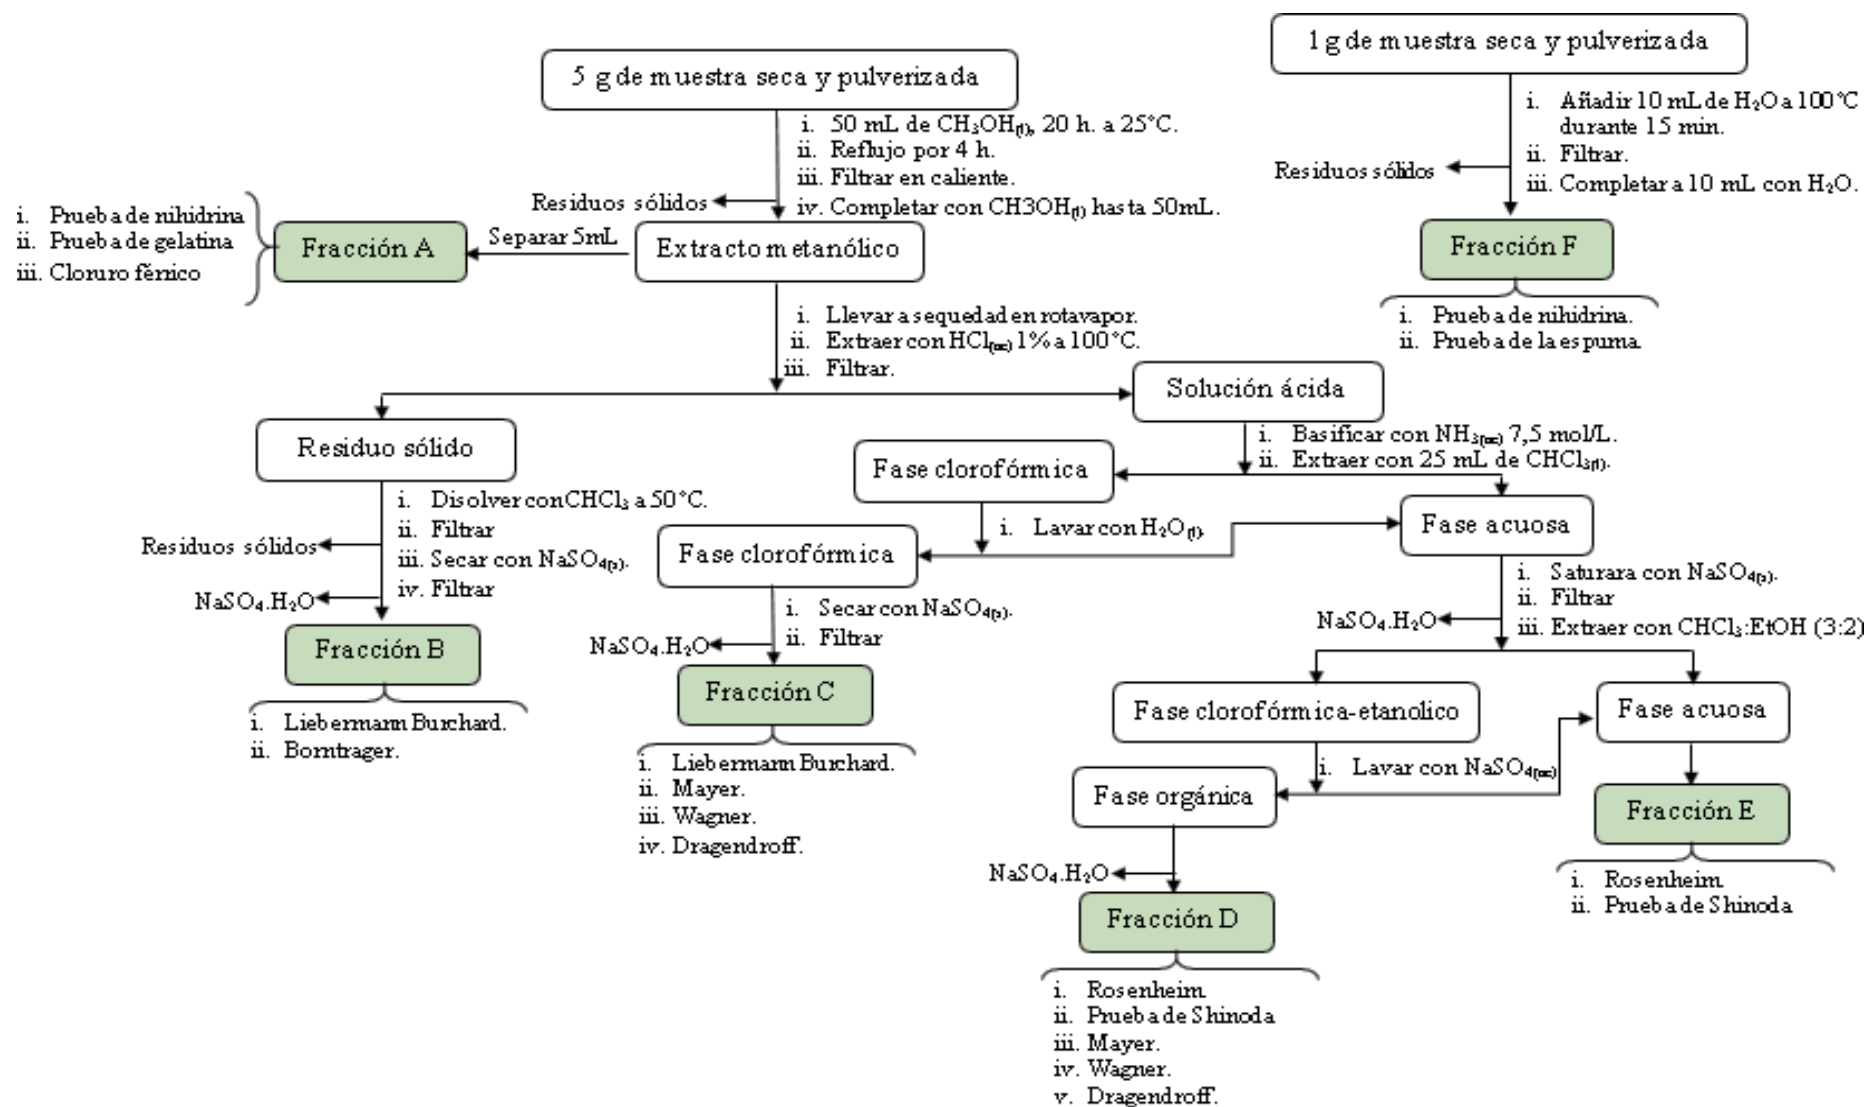 1 g de muestra seca y pulverizada
5 g de muestra seca y pulverizada
i. Añadir 10 mL de H₂O a 100°C
durante 15 min.
ii. Filtrar.
iii. Completar a 10 mL con H₂O.
Residuos sólidos
i. 50 mL de CH₃OH₍ₗ₎, 20 h. a 25°C.
ii. Reflujo por 4 h.
iii. Filtrar en caliente.
iv. Completar con CH3OH₍ₗ₎ hasta 50mL.
Residuos sólidos
i. Prueba de nihidrina
ii. Prueba de gelatina
iii. Cloruro férrico
Fracción A
Separar 5mL
Extracto metanólico
Fracción F
i. Prueba de nihidrina.
ii. Prueba de la espuma
i. Llevar a sequedad en rotavapor.
ii. Extraer con HCl₍ac₎ 1% a 100°C.
iii. Filtrar.
Solución ácida
Residuo sólido
i. Basificar con NH₃₍ac₎ 7,5 mol/L.
ii. Extraer con 25 mL de CHCl₃₍ₗ₎.
Fase clorofórmica
i. Disolver con CHCl₃ a 50°C.
ii. Filtrar
iii. Secar con NaSO₄₍ₛ₎.
iv. Filtrar
Residuos sólidos
NaSO₄.H₂O
Fracción B
i. Liebermann Burchard.
ii. Borntrager.
i. Lavar con H₂O₍ₗ₎
Fase clorofórmica
Fase acuosa
i. Secar con NaSO₄₍ₛ₎.
ii. Filtrar
NaSO₄.H₂O
Fracción C
i. Liebermann Burchard.
ii. Mayer.
iii. Wagner.
iv. Dragendroff.
i. Saturara con NaSO₄₍ₛ₎.
ii. Filtrar
iii. Extraer con CHCl₃:EtOH (3:2)
NaSO₄.H₂O
Fase clorofórmica-etanolico
Fase acuosa
i. Lavar con NaSO₄₍ac₎
Fase orgánica
Fracción E
i. Rosenheim
ii. Prueba de Shinoda
NaSO₄.H₂O
Fracción D
i. Rosenheim
ii. Prueba de Shinoda
iii. Mayer.
iv. Wagner.
v. Dragendroff.